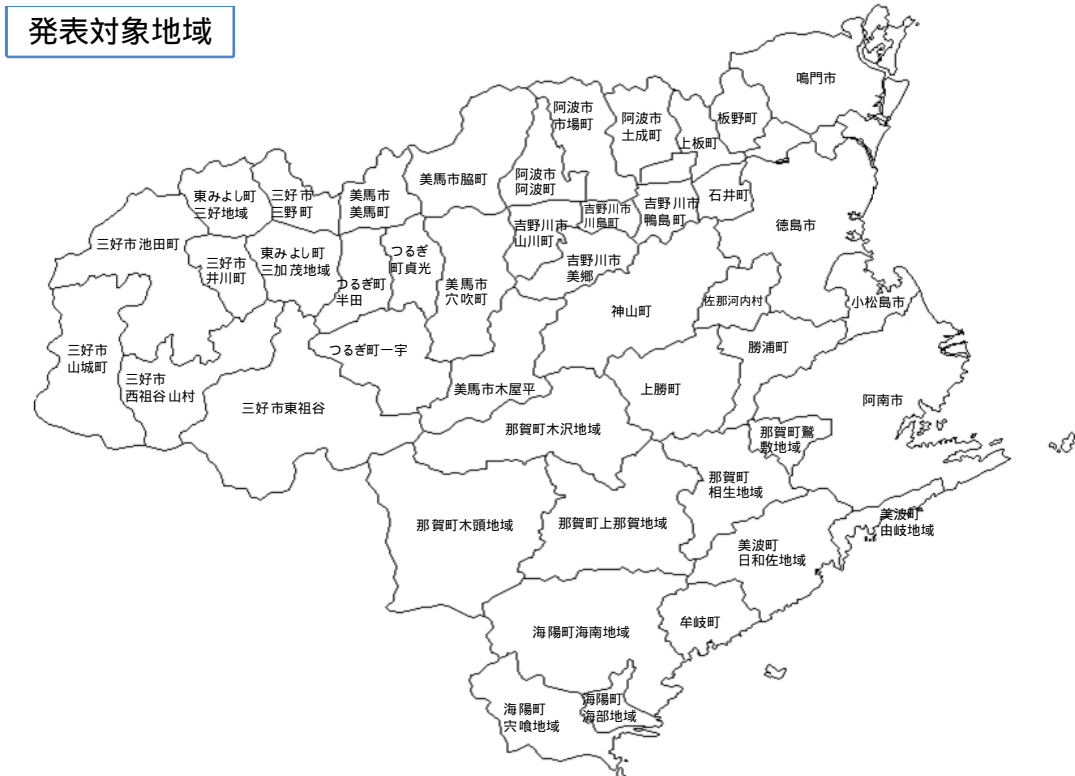 発表対象地域
鳴門市
阿波市
市場町
阿波市
土成町
上板町
板野町
美馬市脇町
阿波市
阿波町
石井町
東みよし町
三好地域
三好市
三野町
美馬市
美馬町
吉野川市
山川町
吉野川市
川島町
吉野川市
鴨島町
徳島市
三好市池田町
三好市
井川町
東みよし町
三加茂地域
つるぎ町
半田
つるぎ
町貞光
美馬市
穴吹町
吉野川市
美郷
神山町
佐那河内村
小松島市
三好市
山城町
三好市
西祖谷山村
三好市東祖谷
つるぎ町一宇
美馬市木屋平
上勝町
勝浦町
阿南市
那賀町木沢地域
那賀町鷲
敷地域
那賀町
相生地域
那賀町木頭地域
那賀町上那賀地域
美波町
由岐地域
美波町
日和佐地域
海陽町海南地域
牟岐町
海陽町
宍喰地域
海陽町
海部地域